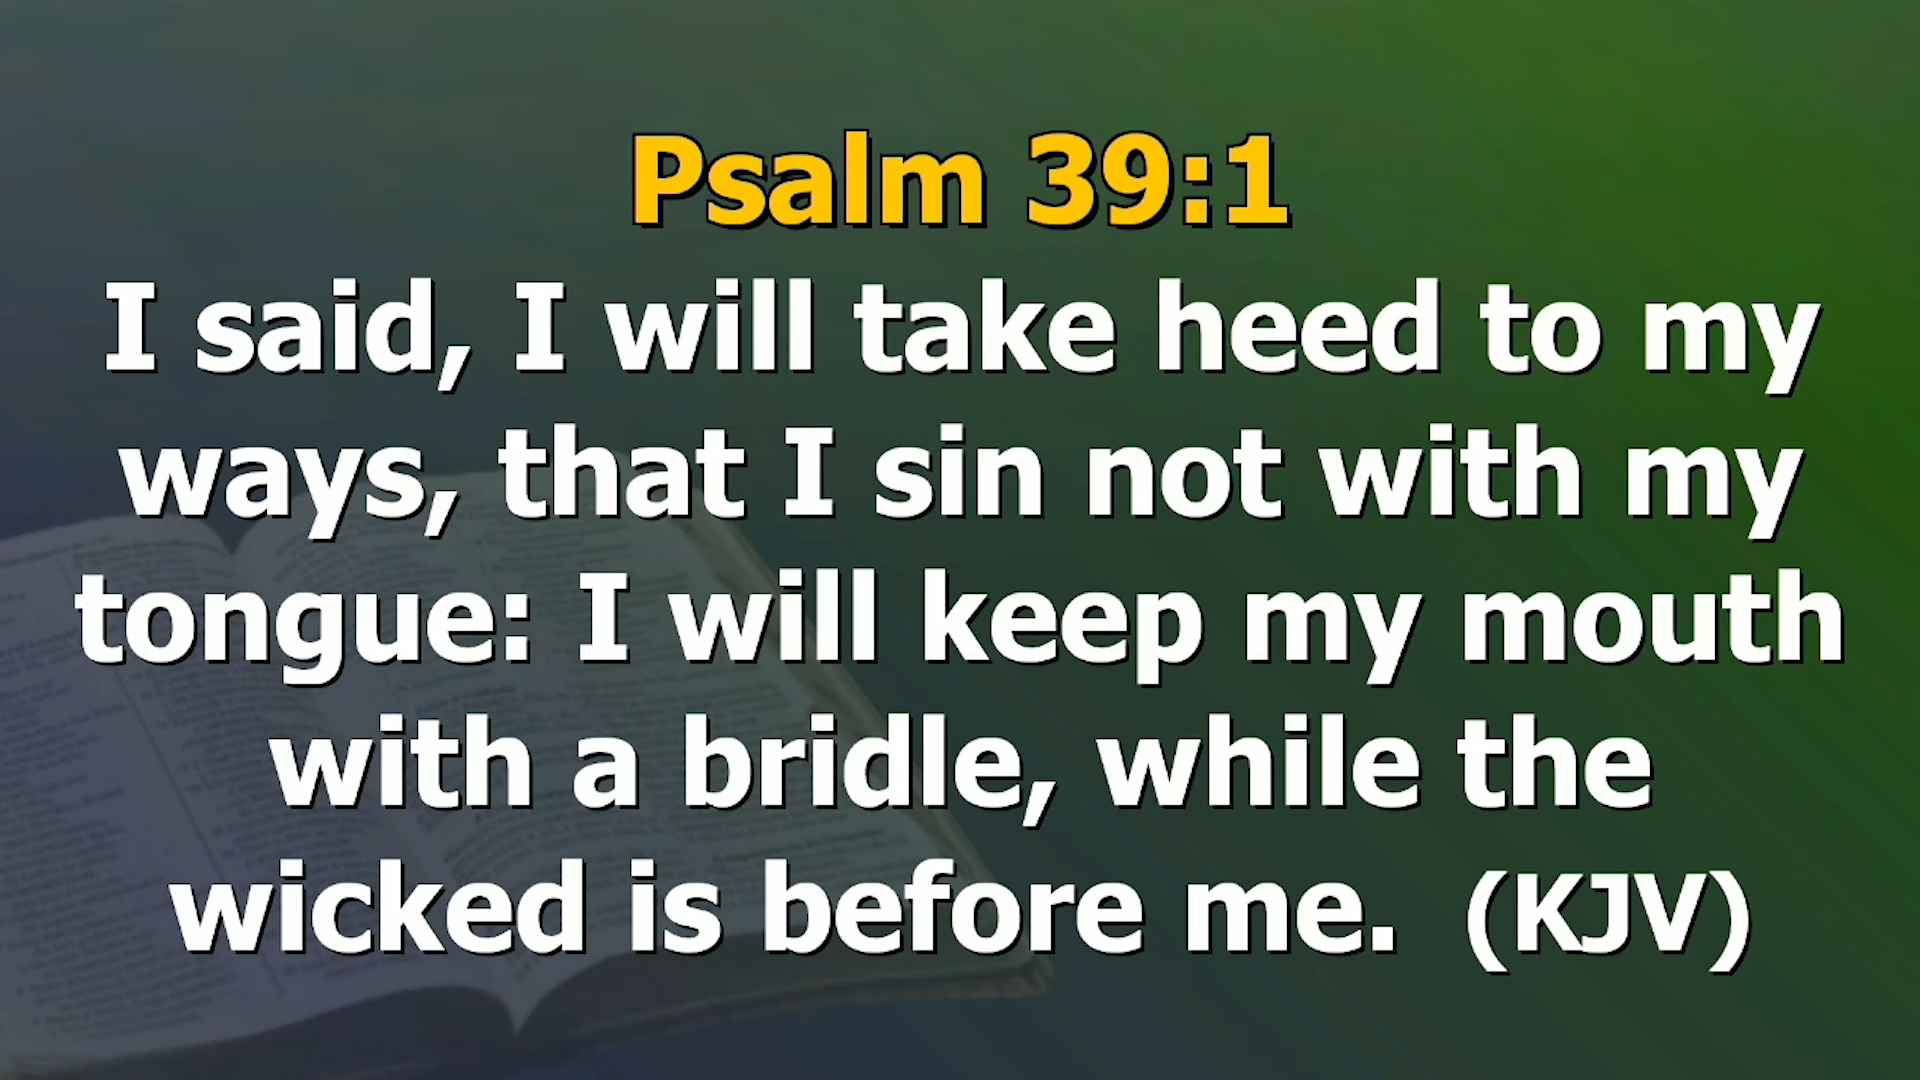 Psalm 39:1
I said, I will take heed to my
ways, that I sin not with my
tongue: I will keep my mouth
with a bridle, while the
wicked is before me.  (KJV)